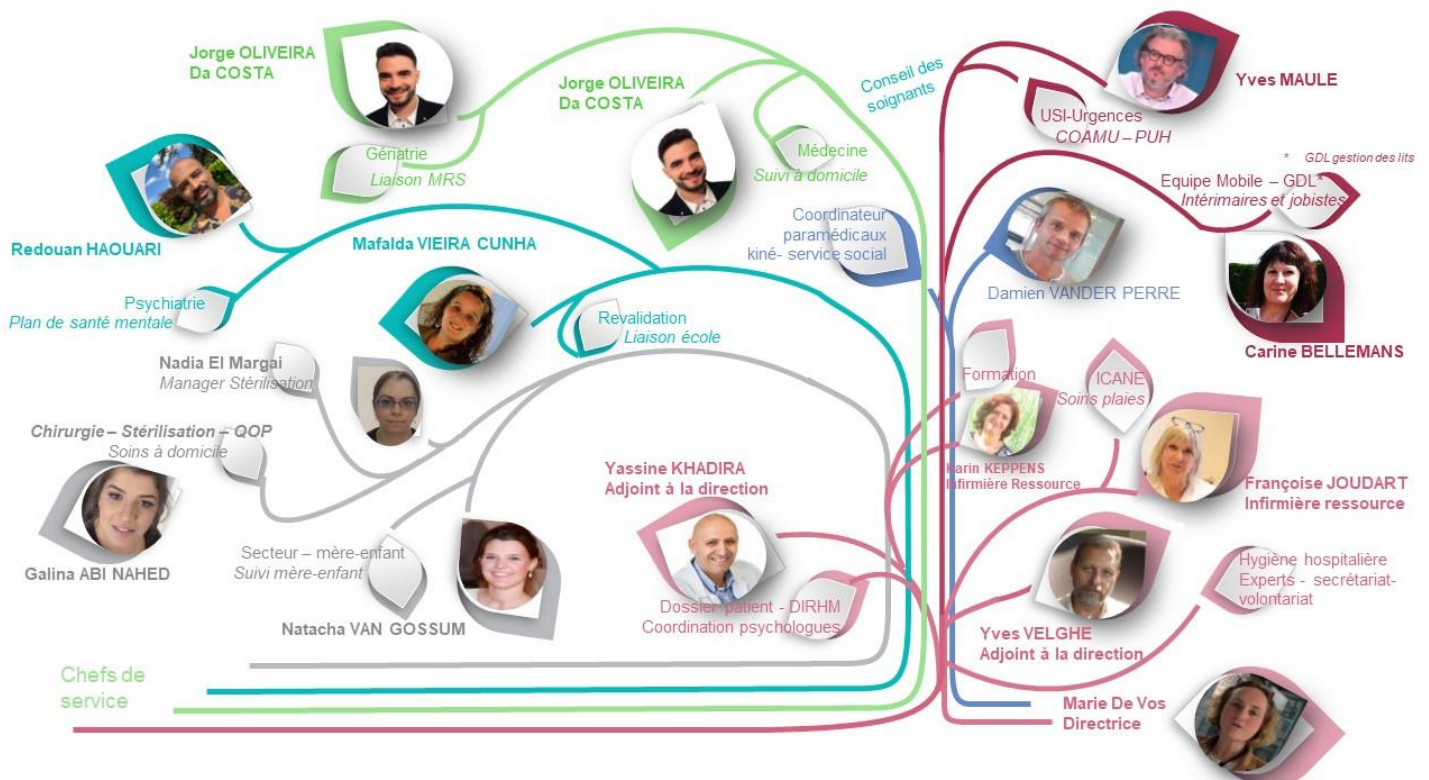 Jorge OLIVEIRA
Da COSTA
Gériatrie
Liaison MRS
Jorge OLIVEIRA
Da COSTA
Médecine
Suivi à domicile
Conseil des
soignants
Yves MAULE
USI-Urgences
COAMU – PUH
* GDL gestion des lits
Equipe Mobile – GDL*
Intérimaires et jobistes
Carine BELLEMANS
Redouan HAOUARI
Psychiatrie
Plan de santé mentale
Mafalda VIEIRA CUNHA
Revalidation
Liaison école
Coordinateur
paramédicaux
kiné- service social
Damien VANDER PERRE
Nadia El Margai
Manager Stérilisation
Chirurgie – Stérilisation – QOP
Soins à domicile
Galina ABI NAHED
Secteur – mère-enfant
Suivi mère-enfant
Natacha VAN GOSSUM
Yassine KHADIRA
Adjoint à la direction
Dossier patient - DIRHM
Coordination psychologues
Formation
Karin KEPPENS
Infirmière Ressource
ICANE
Soins plaies
Françoise JOUDART
Infirmière ressource
Yves VELGHE
Adjoint à la direction
Hygiène hospitalière
Experts - secrétariat-
volontariat
Marie De Vos
Directrice
Chefs de
service